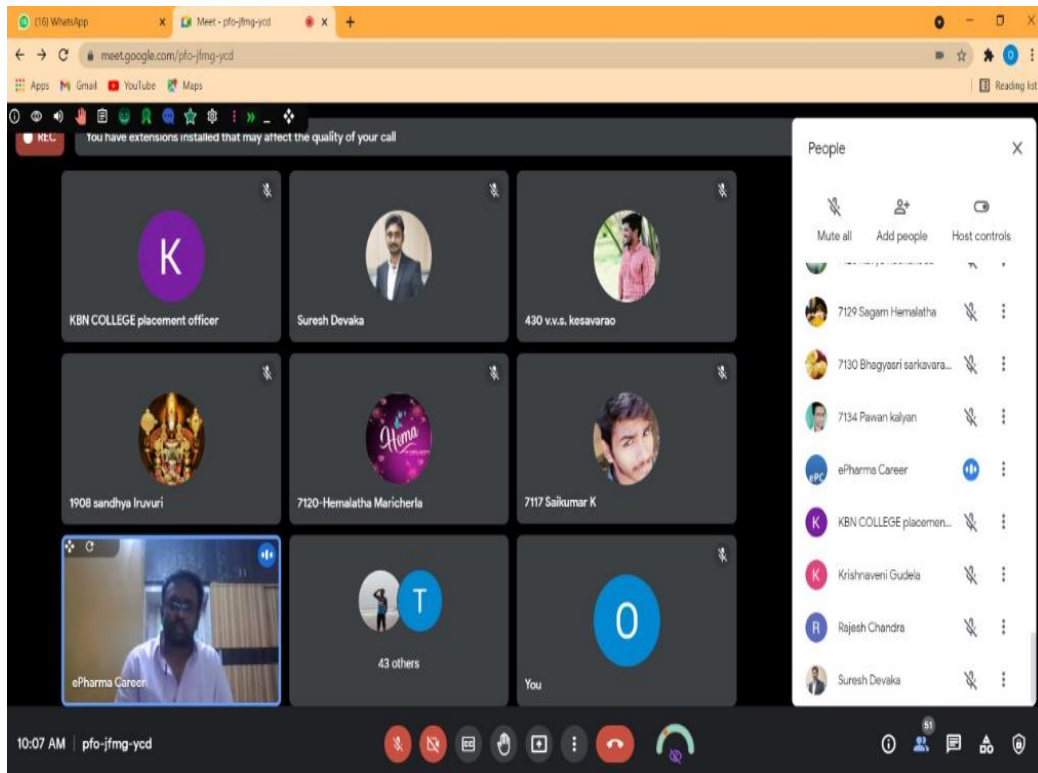 (16) WhatsApp
Meet - pfo-jfmg-ycd
meet.google.com/pfo-jfmg-ycd
Apps Gmail YouTube Maps
Reading list
REC You have extensions installed that may affect the quality of your call
People
Mute all Add people Host controls
K
KBN COLLEGE placement officer
Suresh Devaka
430 v.v.s. kesavarao
7129 Sagam Hemalatha
7130 Bhagyasri sarkavara...
7134 Pawan kalyan
Hema
1908 sandhya Iruvuri
7120-Hemalatha Maricherla
7117 Saikumar K
ePC ePharma Career
K KBN COLLEGE placemen...
K Krishnaveni Gudela
R Rajesh Chandra
Suresh Devaka
ePharma Career
T
43 others
O
You
10:07 AM | pfo-jfmg-ycd
51